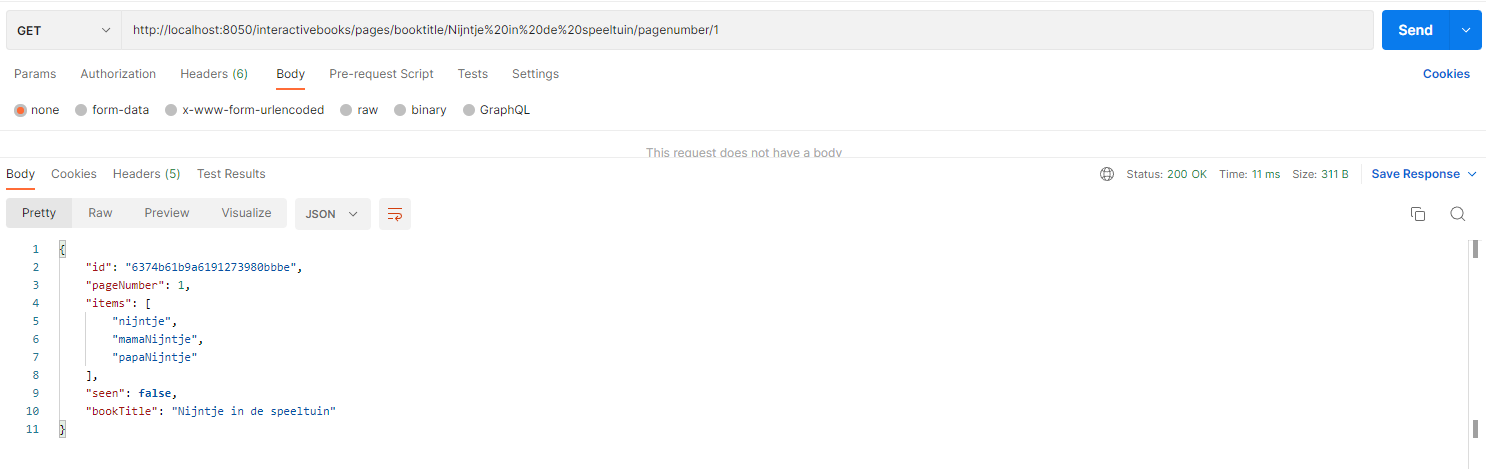 GET http://localhost:8050/interactivebooks/pages/booktitle/Nijntje%20in%20de%20speeltuin/pagenumber/1 Send
Params Authorization Headers (6) Body Pre-request Script Tests Settings Cookies
none form-data x-www-form-urlencoded raw binary GraphQL
This request does not have a body
Body Cookies Headers (5) Test Results Status: 200 OK Time: 11 ms Size: 311 B Save Response
Pretty Raw Preview Visualize JSON
1 {
2 "id": "6374b61b9a6191273980bbbe",
3 "pageNumber": 1,
4 "items": [
5 "nijntje",
6 "mamaNijntje",
7 "papaNijntje"
8 ],
9 "seen": false,
10 "bookTitle": "Nijntje in de speeltuin"
11 }